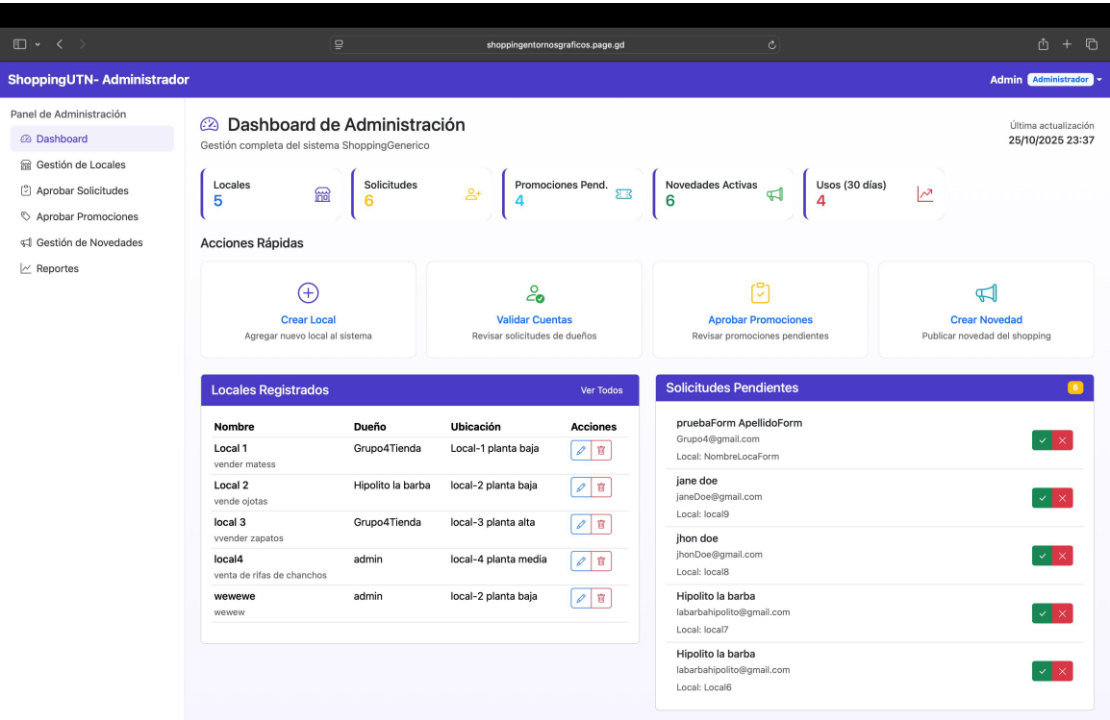 shoppingentornosgraficos.page.gd
ShoppingUTN- Administrador
Admin Administrador
Panel de Administración
Dashboard
Gestión de Locales
Aprobar Solicitudes
Aprobar Promociones
Gestión de Novedades
Reportes
Dashboard de Administración
Gestión completa del sistema ShoppingGenerico
Última actualización
25/10/2025 23:37
Locales
5
Solicitudes
6
Promociones Pend.
4
Novedades Activas
6
Usos (30 días)
4
Acciones Rápidas
Crear Local
Agregar nuevo local al sistema
Validar Cuentas
Revisar solicitudes de dueños
Aprobar Promociones
Revisar promociones pendientes
Crear Novedad
Publicar novedad del shopping
Locales Registrados Ver Todos
Nombre Dueño Ubicación Acciones
Local 1 Grupo4Tienda Local-1 planta baja
vender matess
Local 2 Hipolito la barba local-2 planta baja
vende ojotas
local 3 Grupo4Tienda local-3 planta alta
vvender zapatos
local4 admin local-4 planta media
venta de rifas de chanchos
wewewe admin local-2 planta baja
wewew
Solicitudes Pendientes 6
pruebaForm ApellidoForm
Grupo4@gmail.com
Local: NombreLocaForm
jane doe
janeDoe@gmail.com
Local: local9
jhon doe
jhonDoe@gmail.com
Local: local8
Hipolito la barba
labarbahipolito@gmail.com
Local: local7
Hipolito la barba
labarbahipolito@gmail.com
Local: Local6